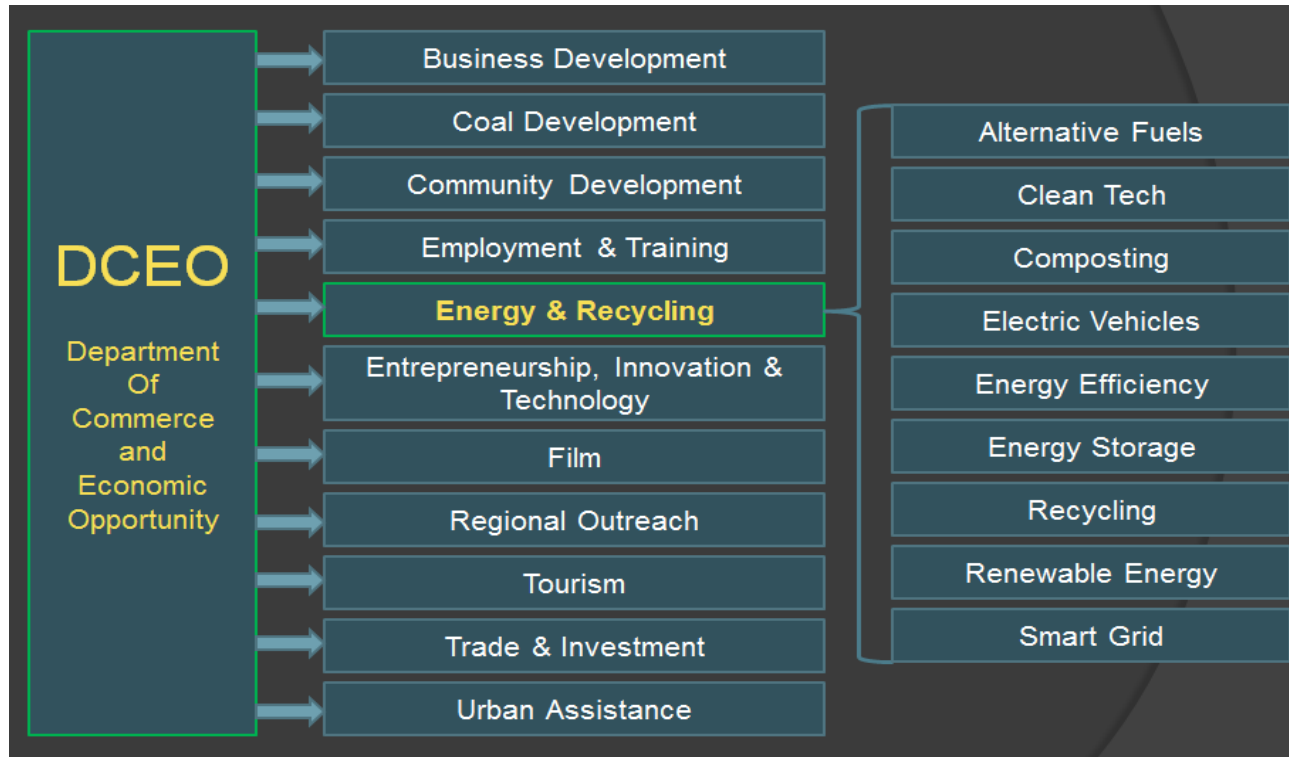 DCEO
Department
Of
Commerce
and
Economic
Opportunity
Business Development
Coal Development
Community Development
Employment & Training
Energy & Recycling
Entrepreneurship, Innovation &
Technology
Film
Regional Outreach
Tourism
Trade & Investment
Urban Assistance
Alternative Fuels
Clean Tech
Composting
Electric Vehicles
Energy Efficiency
Energy Storage
Recycling
Renewable Energy
Smart Grid